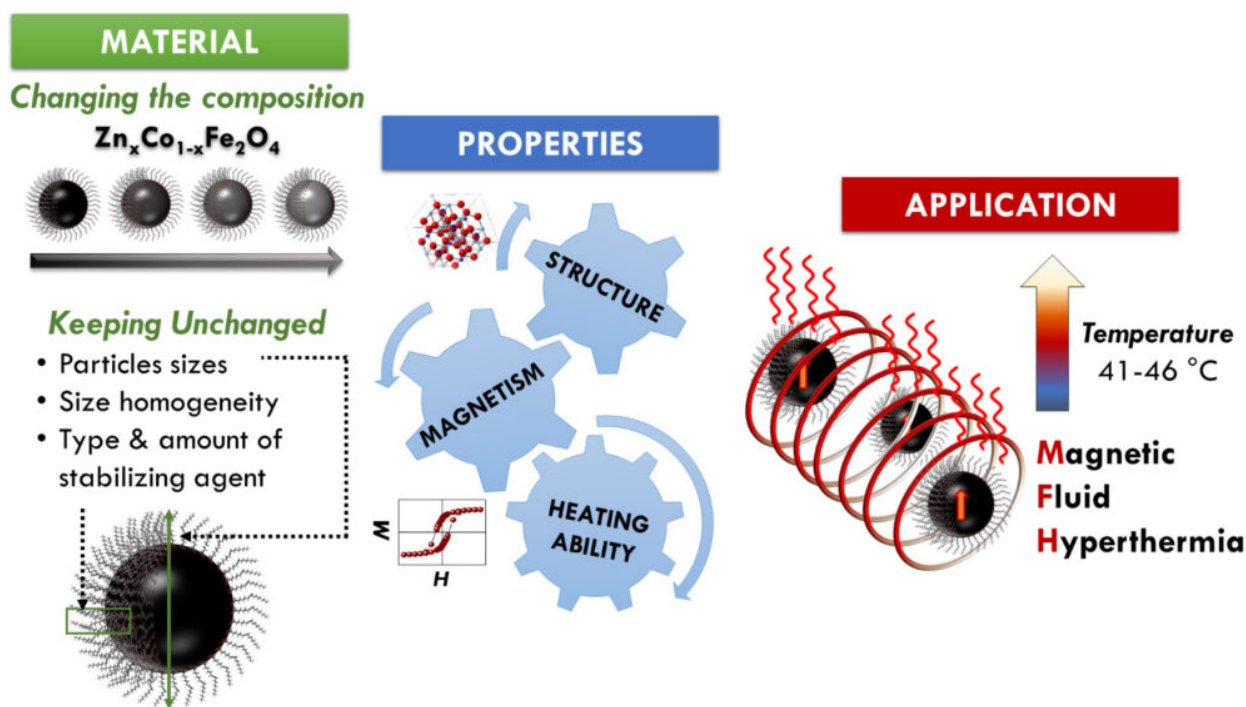 MATERIAL
Changing the composition
ZnₓCo₁₋ₓFe₂O₄
Keeping Unchanged
• Particles sizes
• Size homogeneity
• Type & amount of
stabilizing agent
PROPERTIES
STRUCTURE
MAGNETISM
HEATING
ABILITY
M
H
APPLICATION
Temperature
41-46 °C
Magnetic
Fluid
Hyperthermia